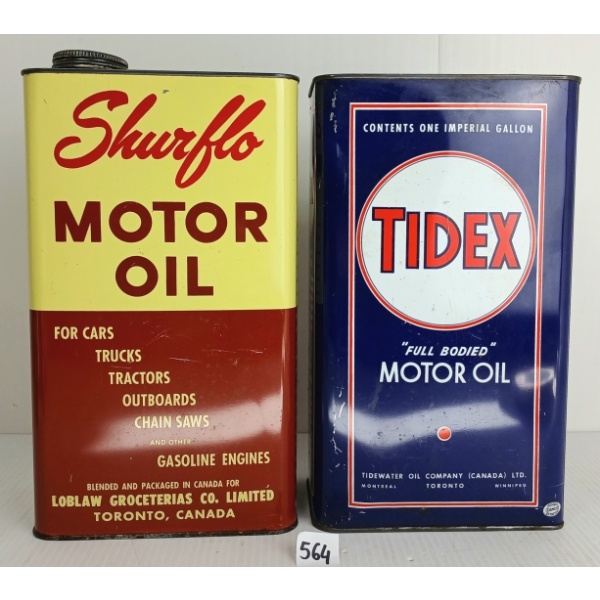 Shurflo
MOTOR
OIL
FOR CARS
TRUCKS
TRACTORS
OUTBOARDS
CHAIN SAWS
AND OTHER
GASOLINE ENGINES
BLENDED AND PACKAGED IN CANADA FOR
LOBLAW GROCETERIAS CO. LIMITED
TORONTO, CANADA
CONTENTS ONE IMPERIAL GALLON
TIDEX
"FULL BODIED"
MOTOR OIL
TIDEWATER OIL COMPANY (CANADA) LTD.
MONTREAL TORONTO WINNIPEG
564